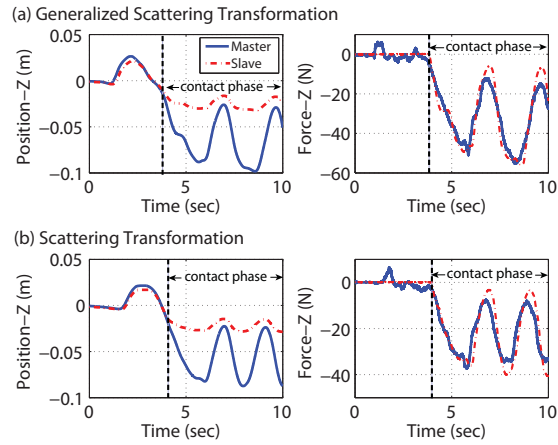 (a) Generalized Scattering Transformation
Position−Z (m)
0.05
0
−0.05
−0.1
0
5
10
Time (sec)
Master
Slave
contact phase
Force−Z (N)
20
0
−20
−40
−60
0
5
10
Time (sec)
contact phase
(b) Scattering Transformation
Position−Z (m)
0.05
0
−0.05
−0.1
0
5
10
Time (sec)
contact phase
Force−Z (N)
20
0
−20
−40
0
5
10
Time (sec)
contact phase